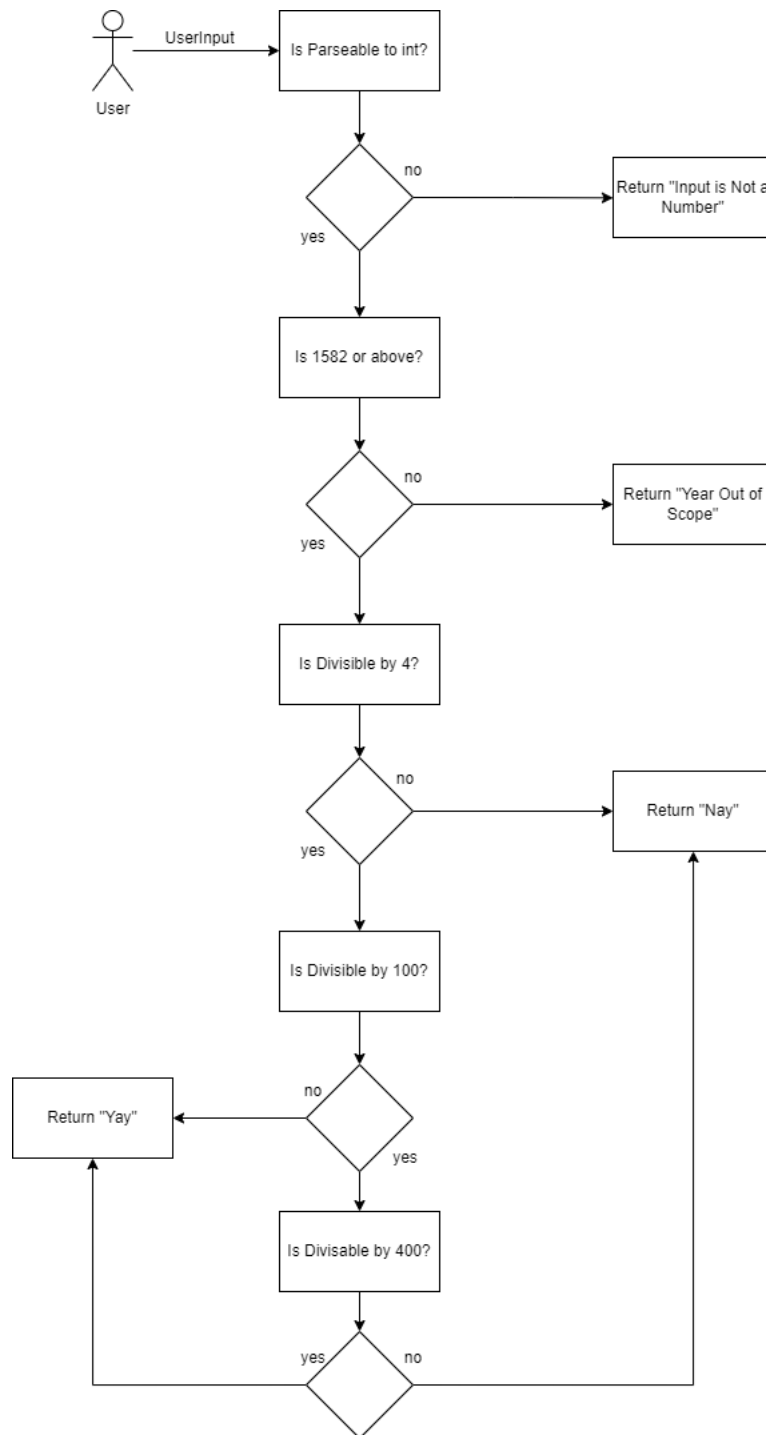 UserInput
Is Parseable to int?
User
no
Return "Input is Not a
Number"
yes
Is 1582 or above?
no
Return "Year Out of
Scope"
yes
Is Divisible by 4?
no
Return "Nay"
yes
Is Divisible by 100?
no
Return "Yay"
yes
Is Divisable by 400?
yes
no